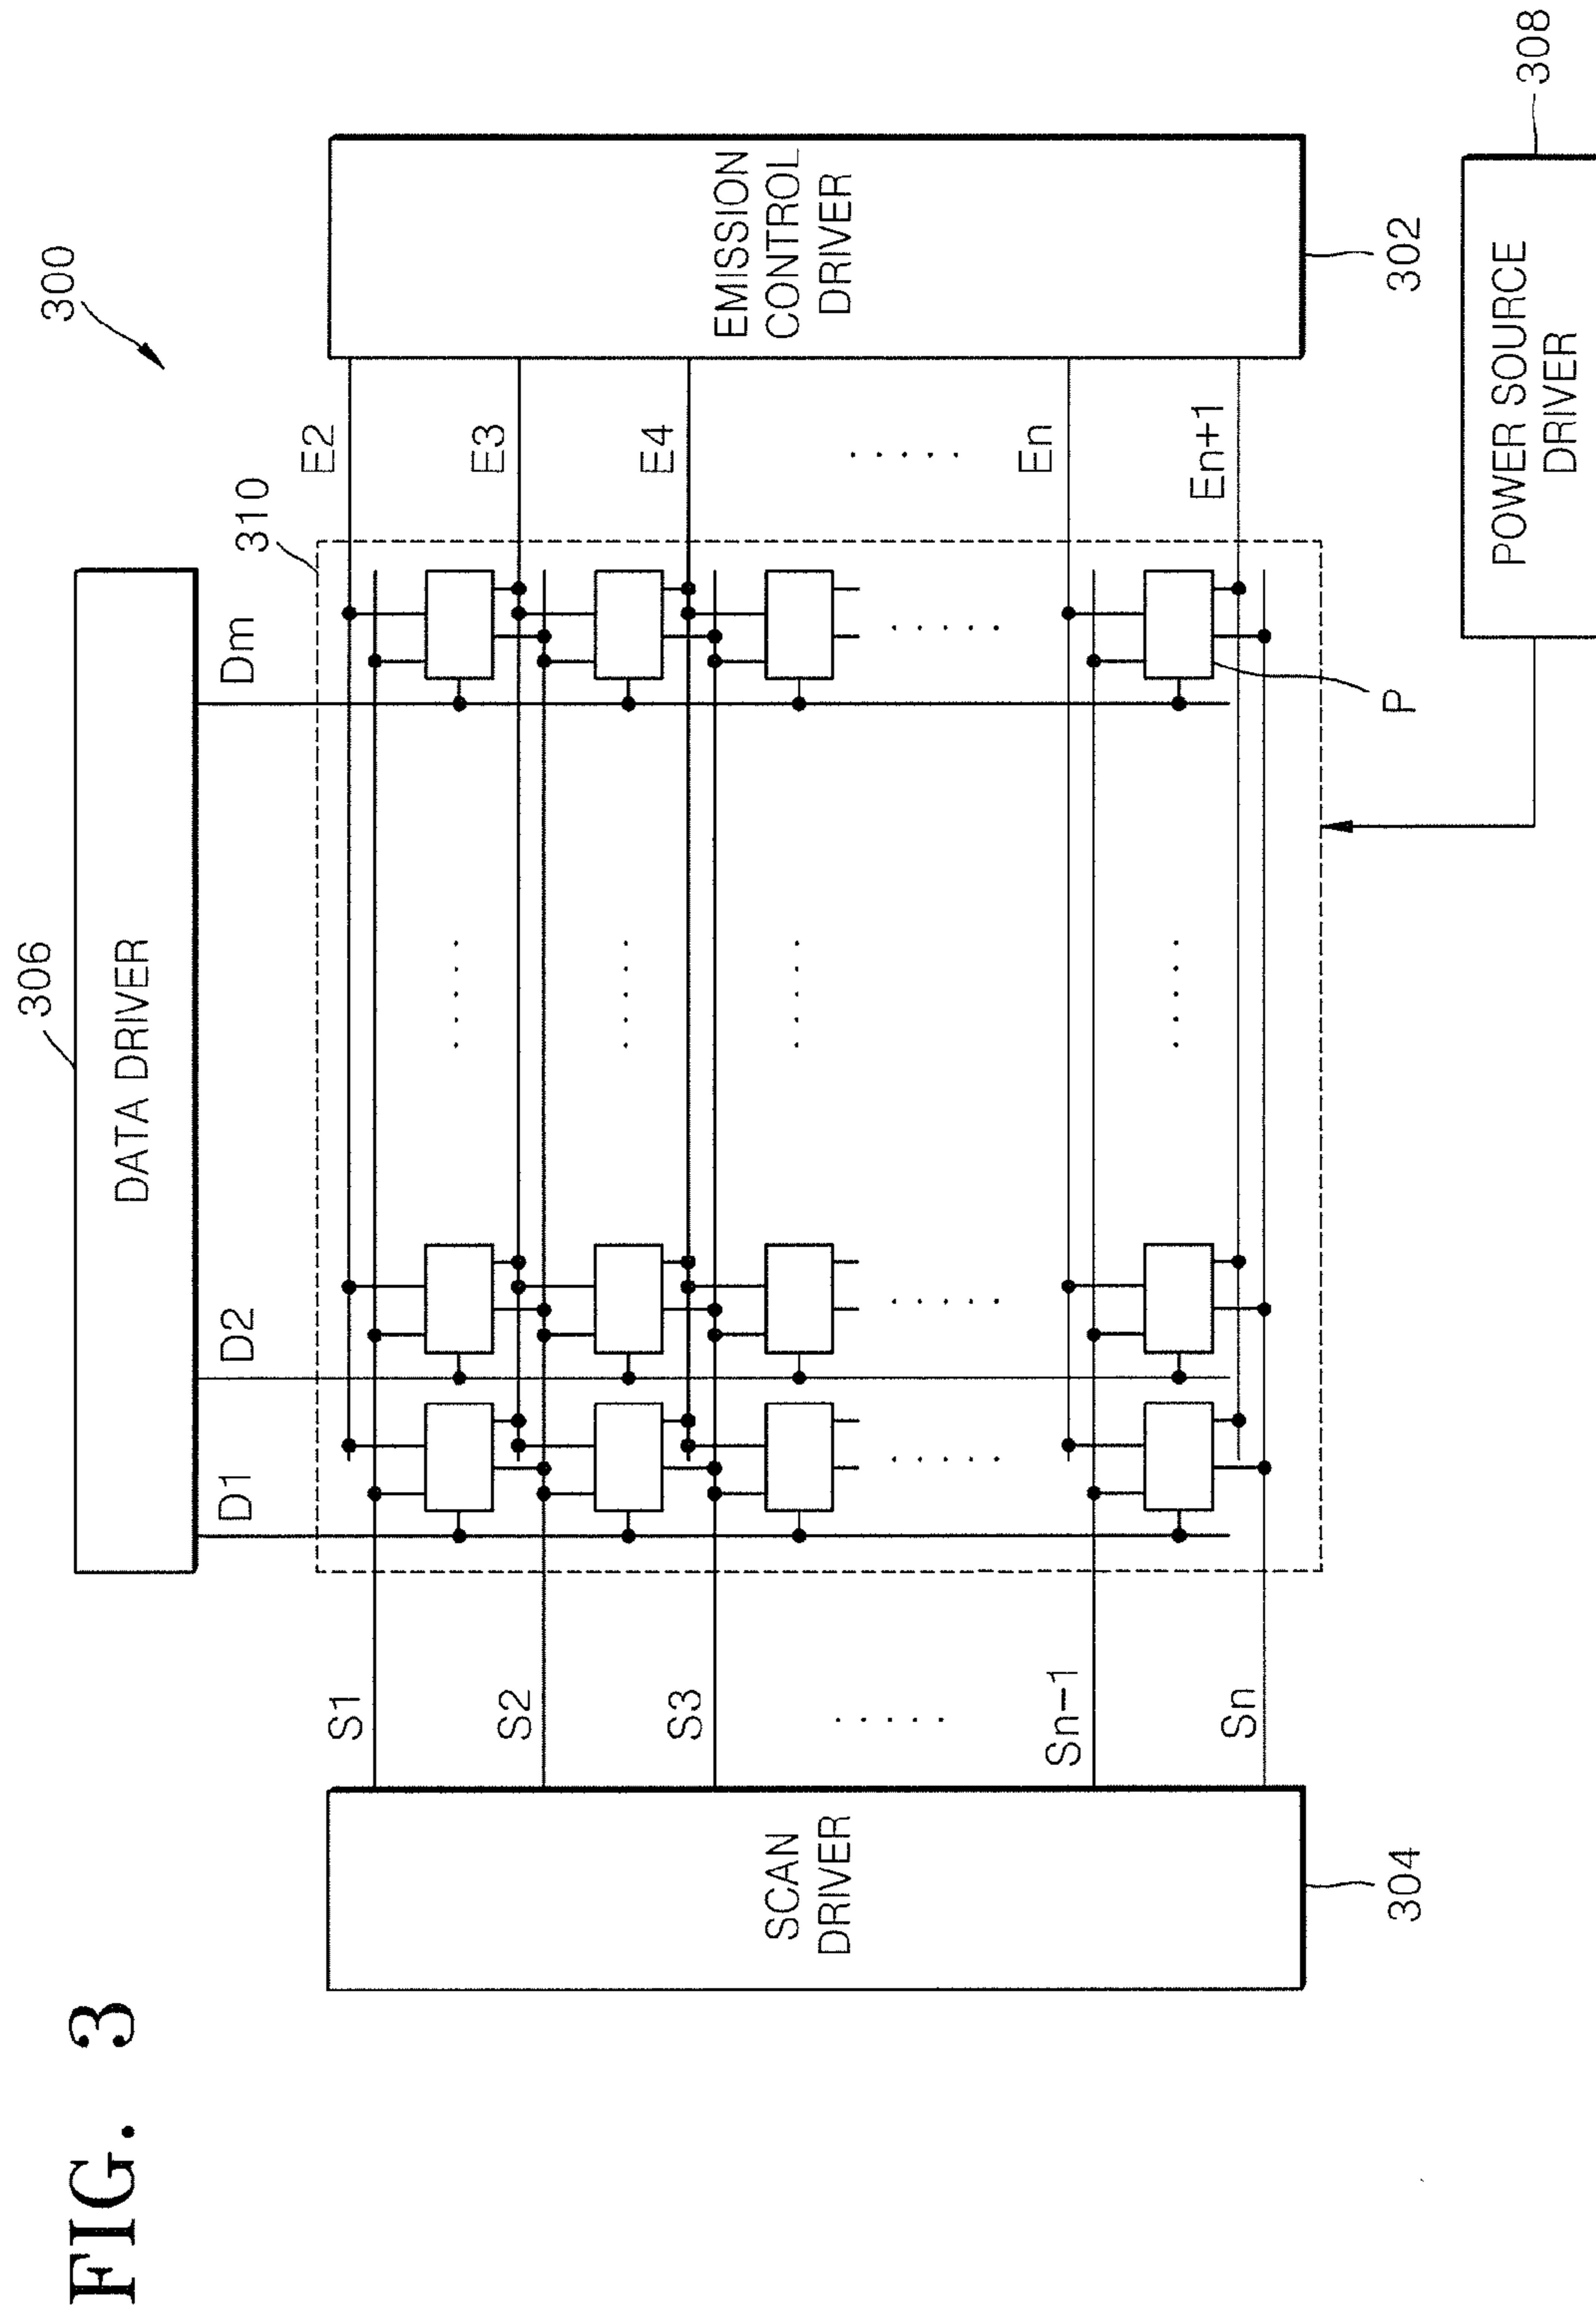 FIG. 3
300
306
DATA DRIVER
D1
D2
Dm
310
S1
S2
S3
.....
Sn-1
Sn
E2
E3
E4
.....
En
En+1
SCAN
DRIVER
304
EMISSION
CONTROL
DRIVER
302
P
POWER SOURCE
DRIVER
308